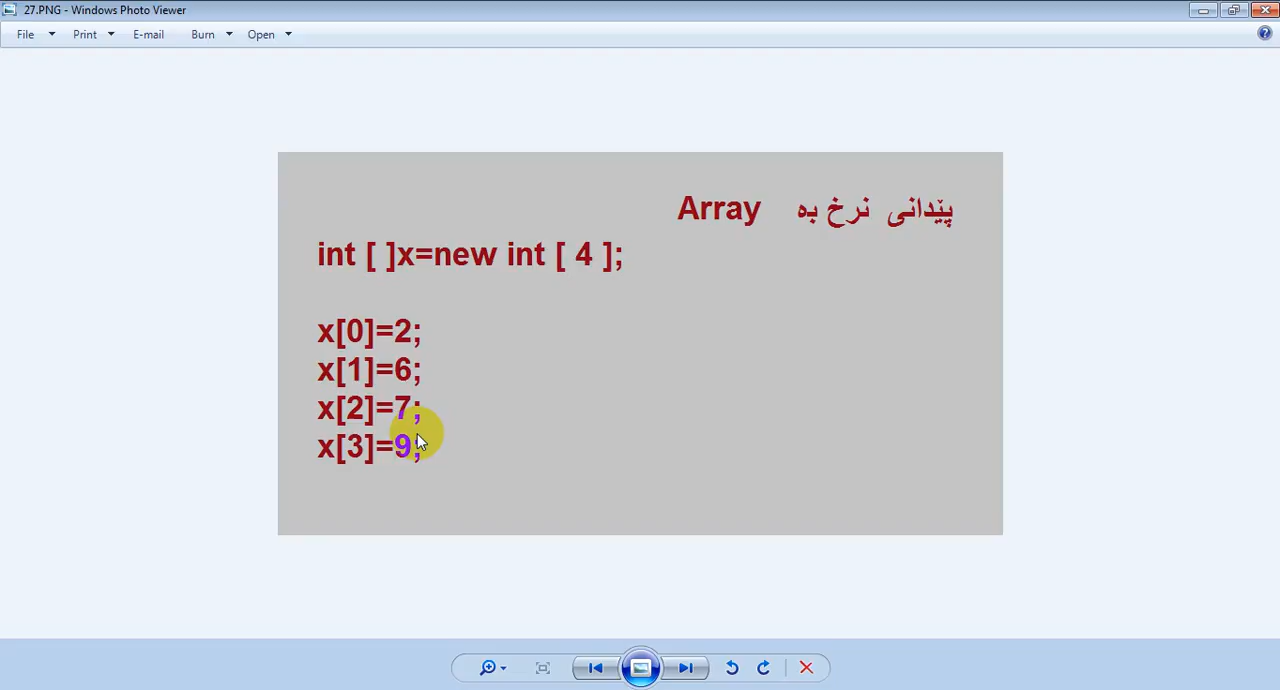 27.PNG - Windows Photo Viewer
File Print E-mail Burn Open
پێدانی نرخ بە Array
int [ ]x=new int [ 4 ];
x[0]=2;
x[1]=6;
x[2]=7;
x[3]=9;